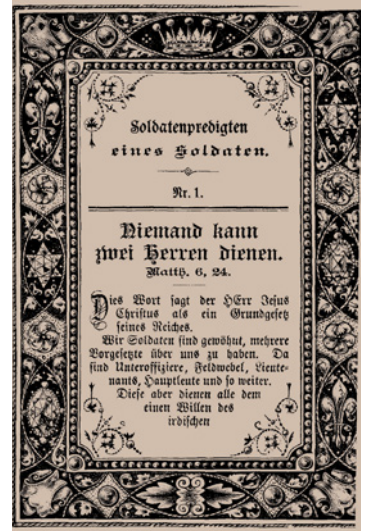 Soldatenpredigten
eines Soldaten.
Nr. 1.
Niemand kann
zwei Herren dienen.
Matth. 6, 24.
Dies Wort sagt der HErr Jesus
Christus als ein Grundgesetz
seines Reiches.
Wir Soldaten sind gewöhnt, mehrere
Vorgesetzte über uns zu haben. Da
sind Unteroffiziere, Feldwebel, Lieute-
nants, Hauptleute und so weiter.
Diese aber dienen alle dem
einen Willen des
irdischen